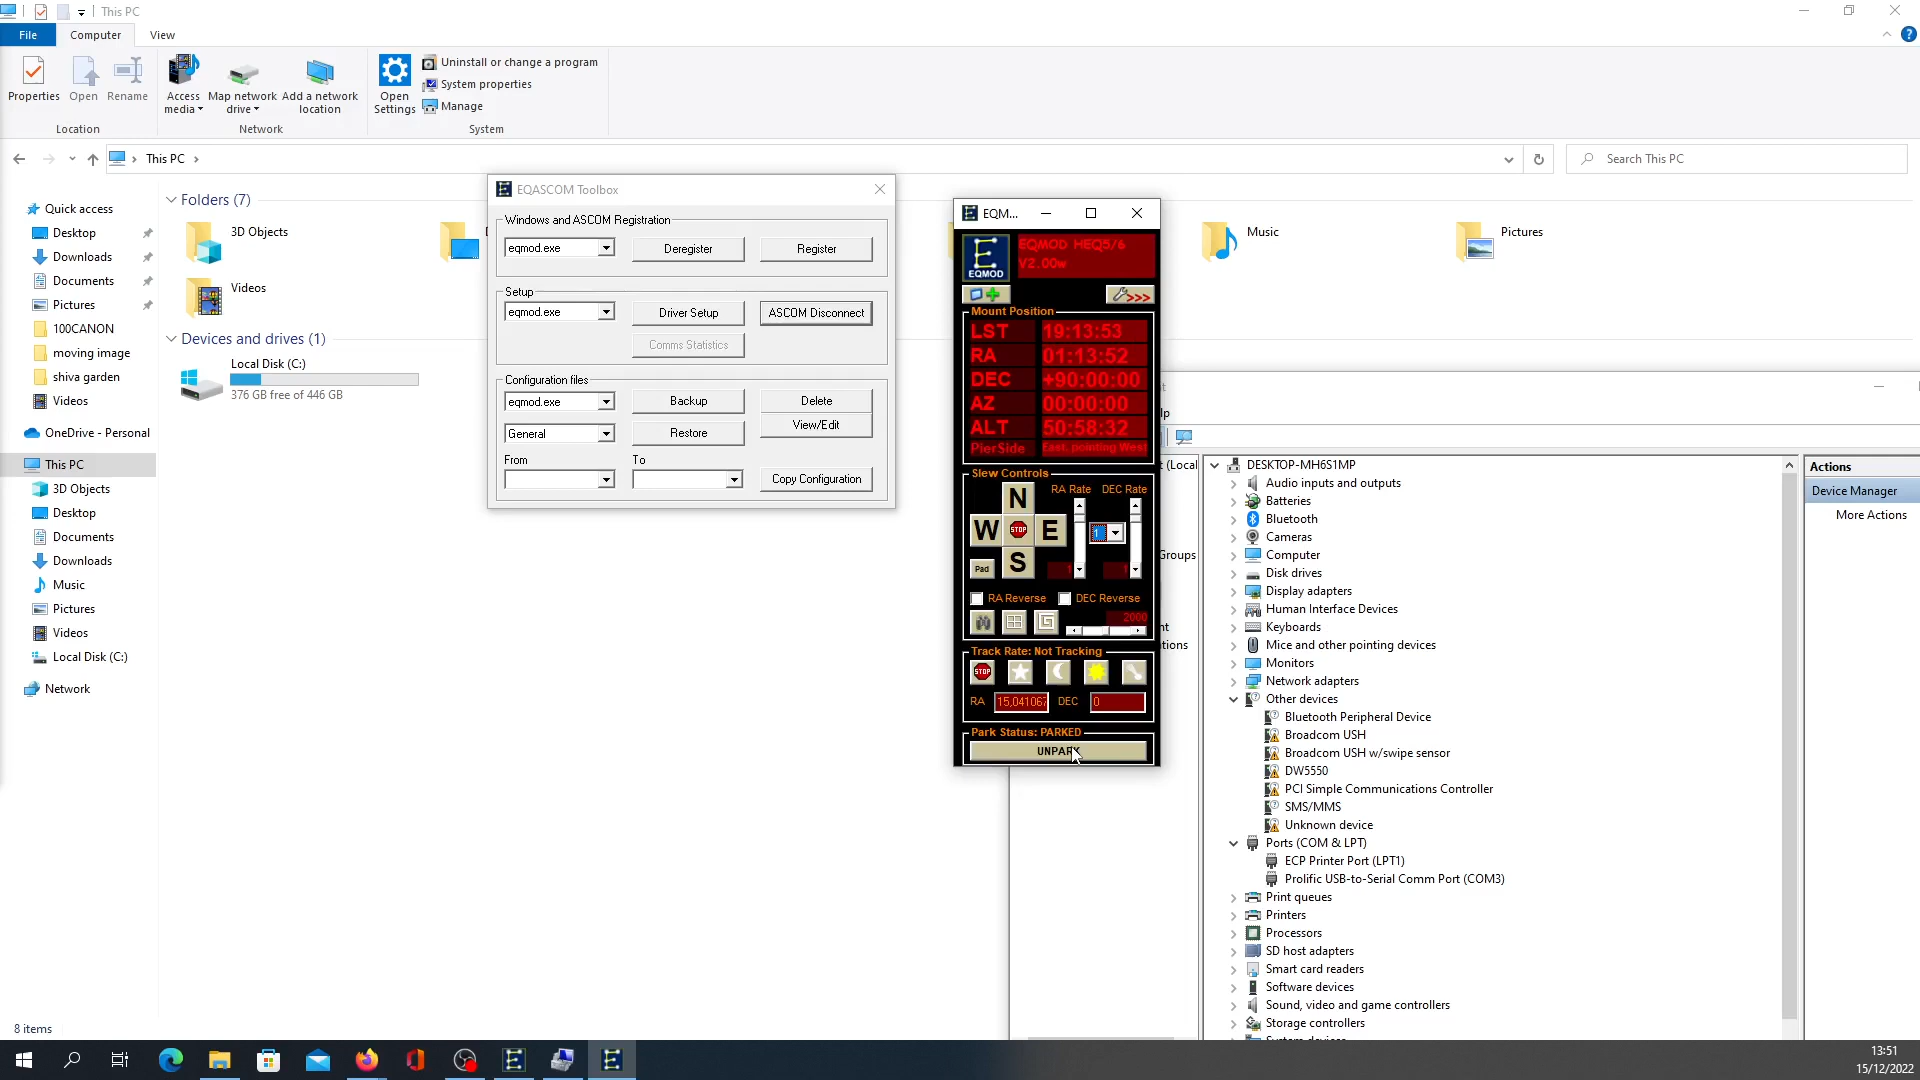 This PC
File
Computer
View
Properties
Open
Rename
Access media
Map network drive
Add a network location
Open Settings
Uninstall or change a program
System properties
Manage
Location
Network
System
This PC
Search This PC
Quick access
Desktop
Downloads
Documents
Pictures
100CANON
moving image
shiva garden
Videos
OneDrive - Personal
This PC
3D Objects
Desktop
Documents
Downloads
Music
Pictures
Videos
Local Disk (C:)
Network
8 items
Folders (7)
3D Objects
Music
Pictures
Videos
Devices and drives (1)
Local Disk (C:)
376 GB free of 446 GB
EQASCOM Toolbox
Windows and ASCOM Registration
eqmod.exe
Deregister
Register
Setup
eqmod.exe
Driver Setup
ASCOM Disconnect
Comms Statistics
Configuration files
eqmod.exe
Backup
Delete
General
Restore
View/Edit
From
To
Copy Configuration
EQM...
EQMOD
EQMOD HEQ5/6
V2.00w
>>>
Mount Position
LST 19:13:53
RA 01:13:52
DEC +90:00:00
AZ 00:00:00
ALT 50:58:32
PierSide East, pointing West
Slew Controls
N
W STOP E
S
Pad
RA Rate DEC Rate
1
1 1
RA Reverse DEC Reverse
2000
Track Rate: Not Tracking
STOP
RA 15,041067 DEC 0
Park Status: PARKED
UNPARK
(Local
Groups
DESKTOP-MH6S1MP
Audio inputs and outputs
Batteries
Bluetooth
Cameras
Computer
Disk drives
Display adapters
Human Interface Devices
Keyboards
Mice and other pointing devices
Monitors
Network adapters
Other devices
Bluetooth Peripheral Device
Broadcom USH
Broadcom USH w/swipe sensor
DW5550
PCI Simple Communications Controller
SMS/MMS
Unknown device
Ports (COM & LPT)
ECP Printer Port (LPT1)
Prolific USB-to-Serial Comm Port (COM3)
Print queues
Printers
Processors
SD host adapters
Smart card readers
Software devices
Sound, video and game controllers
Storage controllers
Actions
Device Manager
More Actions
13:51
15/12/2022